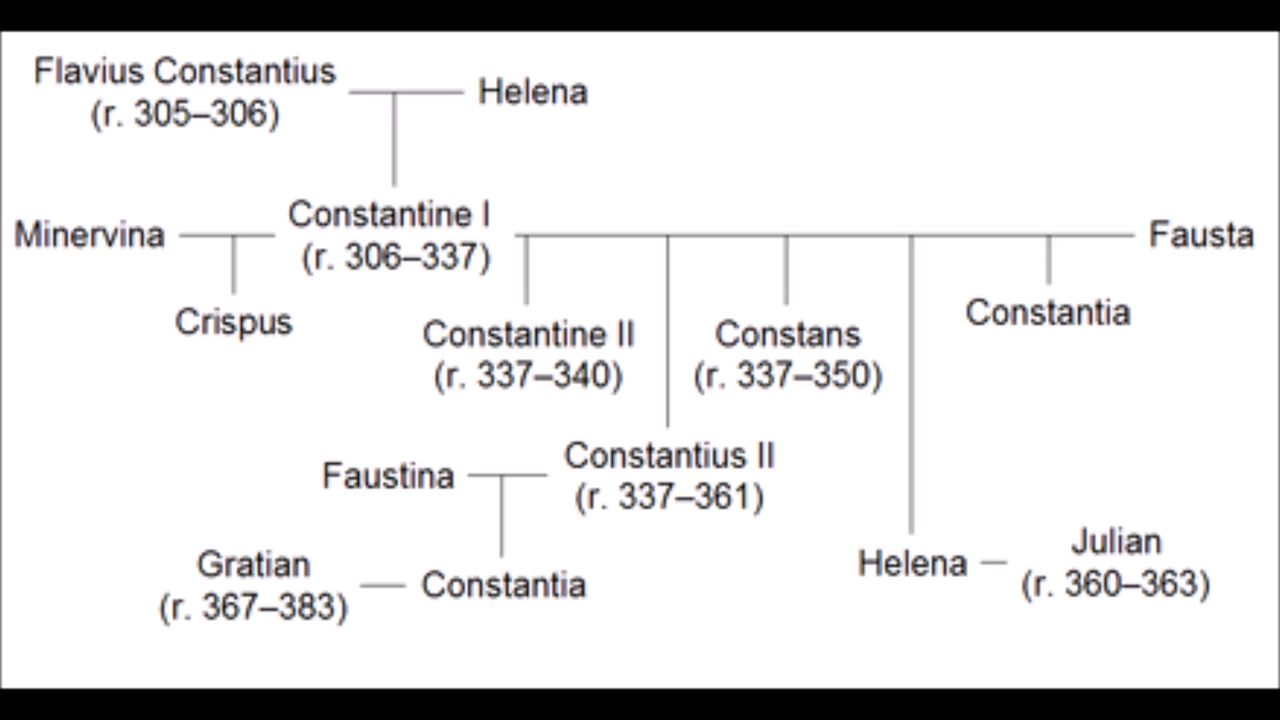 Flavius Constantius
(r. 305–306)
Helena
Minervina
Constantine I
(r. 306–337)
Fausta
Crispus
Constantine II
(r. 337–340)
Constans
(r. 337–350)
Constantia
Faustina
Constantius II
(r. 337–361)
Gratian
(r. 367–383)
Constantia
Helena
Julian
(r. 360–363)